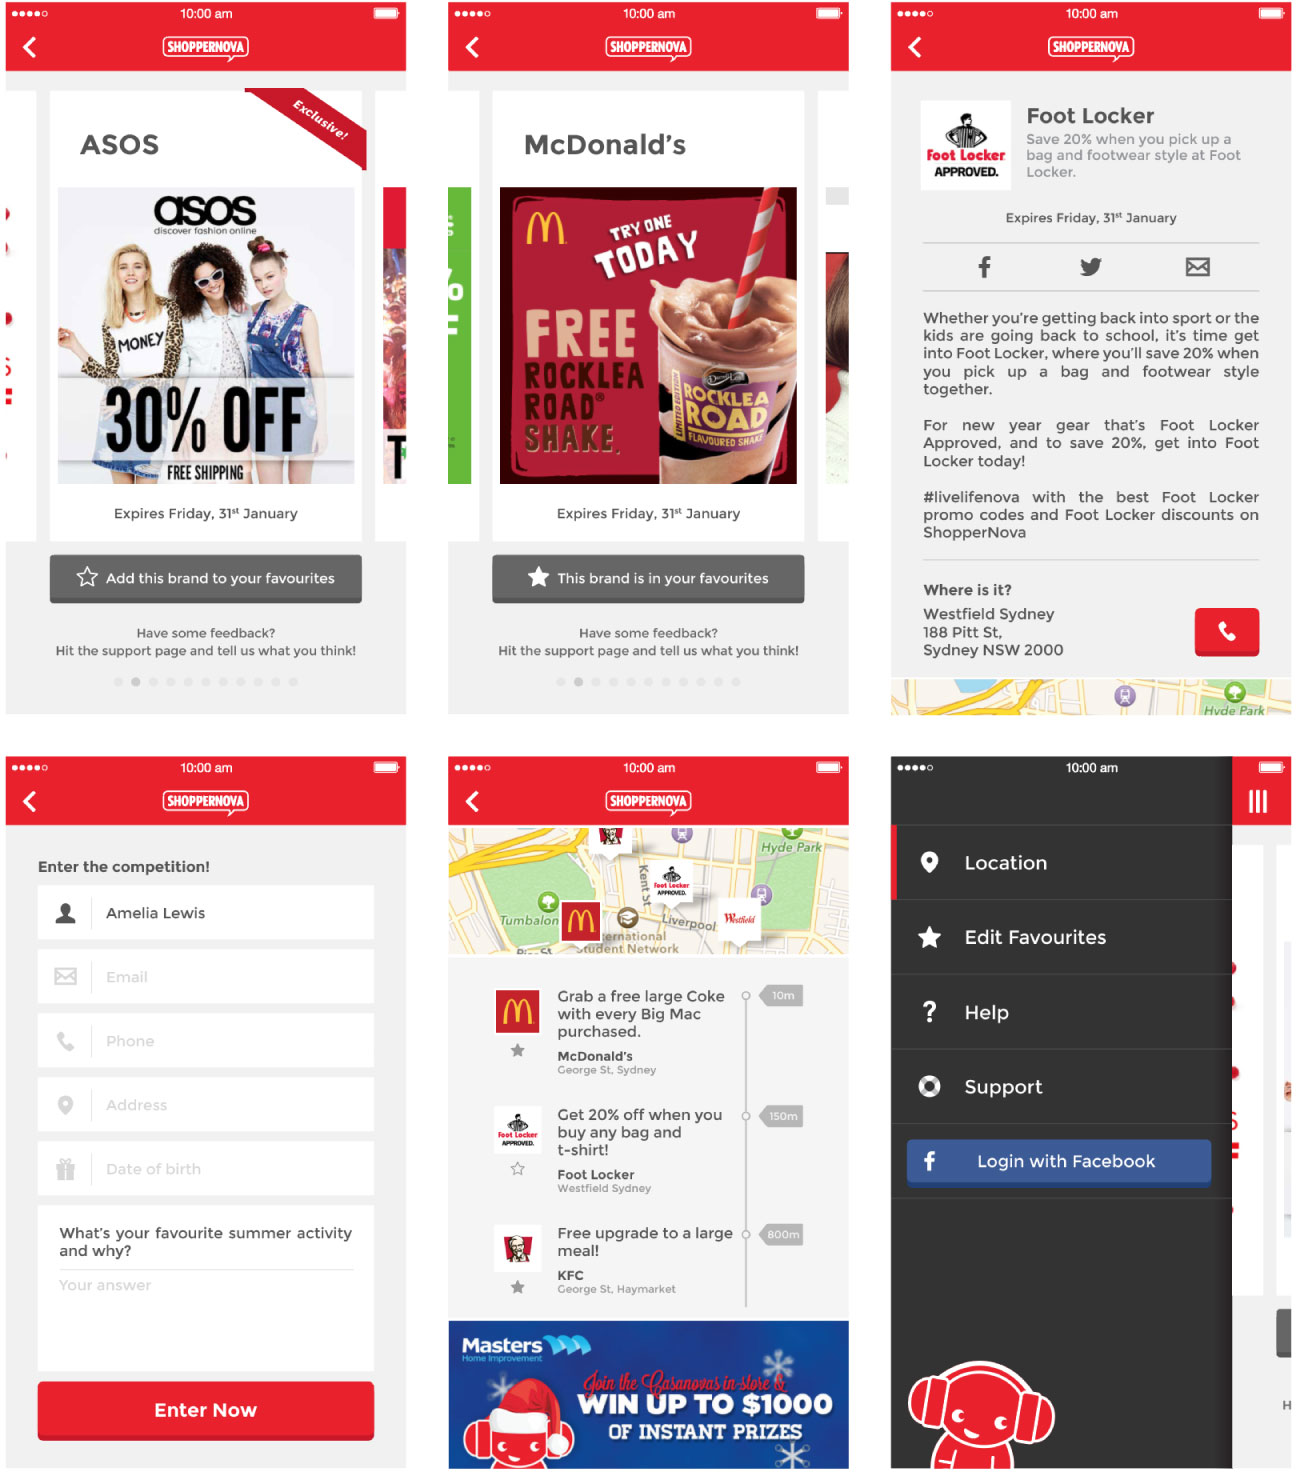 10:00 am
SHOPPERNOVA
Exclusive!
ASOS
asos
discover fashion online
MONEY
30% OFF
FREE SHIPPING
T
Expires Friday, 31st January
Add this brand to your favourites
Have some feedback?
Hit the support page and tell us what you think!
10:00 am
SHOPPERNOVA
McDonald's
TRY ONE
TODAY
FREE
ROCKLEA
ROAD®
SHAKE.
LIMITED EDITION
ROCKLEA
ROAD
FLAVOURED SHAKE
Expires Friday, 31st January
This brand is in your favourites
Have some feedback?
Hit the support page and tell us what you think!
10:00 am
SHOPPERNOVA
Foot Locker
APPROVED.
Foot Locker
Save 20% when you pick up a
bag and footwear style at Foot
Locker.
Expires Friday, 31st January
Whether you're getting back into sport or the
kids are going back to school, it's time get
into Foot Locker, where you'll save 20% when
you pick up a bag and footwear style
together.
For new year gear that's Foot Locker
Approved, and to save 20%, get into Foot
Locker today!
#livelifenova with the best Foot Locker
promo codes and Foot Locker discounts on
ShopperNova
Where is it?
Westfield Sydney
188 Pitt St,
Sydney NSW 2000
Hyde Park
10:00 am
SHOPPERNOVA
Enter the competition!
Amelia Lewis
Email
Phone
Address
Date of birth
What's your favourite summer activity
and why?
Your answer
Enter Now
10:00 am
SHOPPERNOVA
Hyde Park
Kent St
Foot Locker
APPROVED.
Tumbalon
Liverpool
Westfield
ernational
Student Network
Grab a free large Coke
with every Big Mac
purchased.
McDonald's
George St, Sydney
10m
Foot Locker
APPROVED.
Get 20% off when you
buy any bag and
t-shirt!
Foot Locker
Westfield Sydney
150m
Free upgrade to a large
meal!
KFC
George St, Haymarket
800m
Masters
Home Improvement
Join the Casanovas in-store &
WIN UP TO $1000
OF INSTANT PRIZES
10:00 am
Location
Edit Favourites
Help
Support
Login with Facebook
H